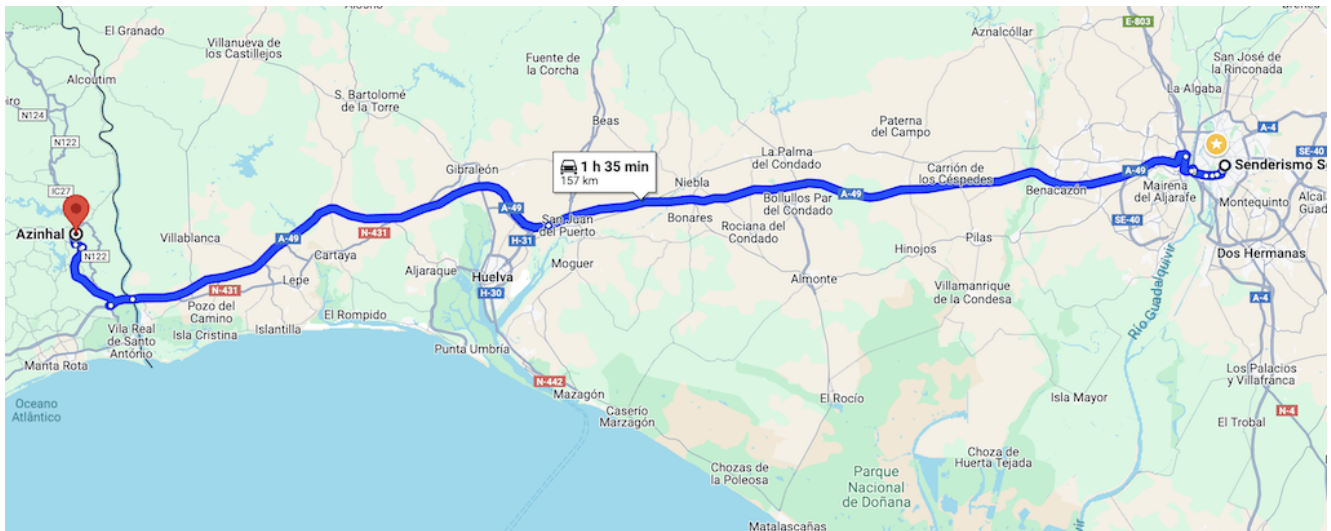 El Granado
Villanueva de
los Castillejos
Alcoutim
N124
N122
N122
IC27
Azinhal
N122
Villablanca
S. Bartolomé
de la Torre
Fuente de
la Corcha
Beas
Gibraleón
A-49
A-49
N-431
Cartaya
Lepe
N-431
Pozo del
Camino
Isla Cristina
Islantilla
El Rompido
Vila Real
de Santo
António
Manta Rota
Oceano
Atlântico
Aljaraque
Huelva
H-30
H-31
San Juan
del Puerto
Moguer
Punta Umbría
N-442
Mazagón
Caserío
Marzagón
Chozas de
la Poleosa
Matalascañas
1 h 35 min
157 km
Niebla
Bonares
Rociana del
Condado
La Palma
del Condado
Bollullos Par
del Condado
A-49
Almonte
El Rocío
Parque
Nacional
de Doñana
Paterna
del Campo
Carrión de
los Céspedes
Hinojos
Pilas
Villamanrique
de la Condesa
Aznalcóllar
Benacazón
A-49
Mairena
del Aljarafe
SE-40
E-803
San José de
la Rinconada
La Algaba
A-4
SE-40
Senderismo Se
Montequinto
Dos Hermanas
A-4
Río Guadalquivir
Isla Mayor
Choza de
Huerta Tejada
Los Palacios
y Villafranca
N-4
El Trobal